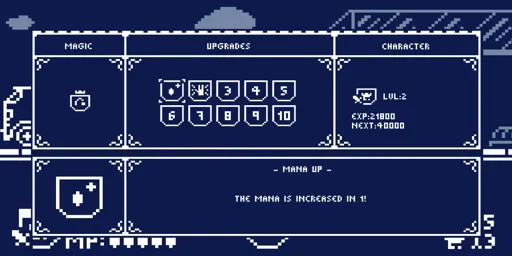 MAGIC
UPGRADES
CHARACTER
3 4 5
6 7 8 9 10
LVL:2
EXP:21800
NEXT:40000
- MANA UP -
THE MANA IS INCREASED IN 1!
MP: